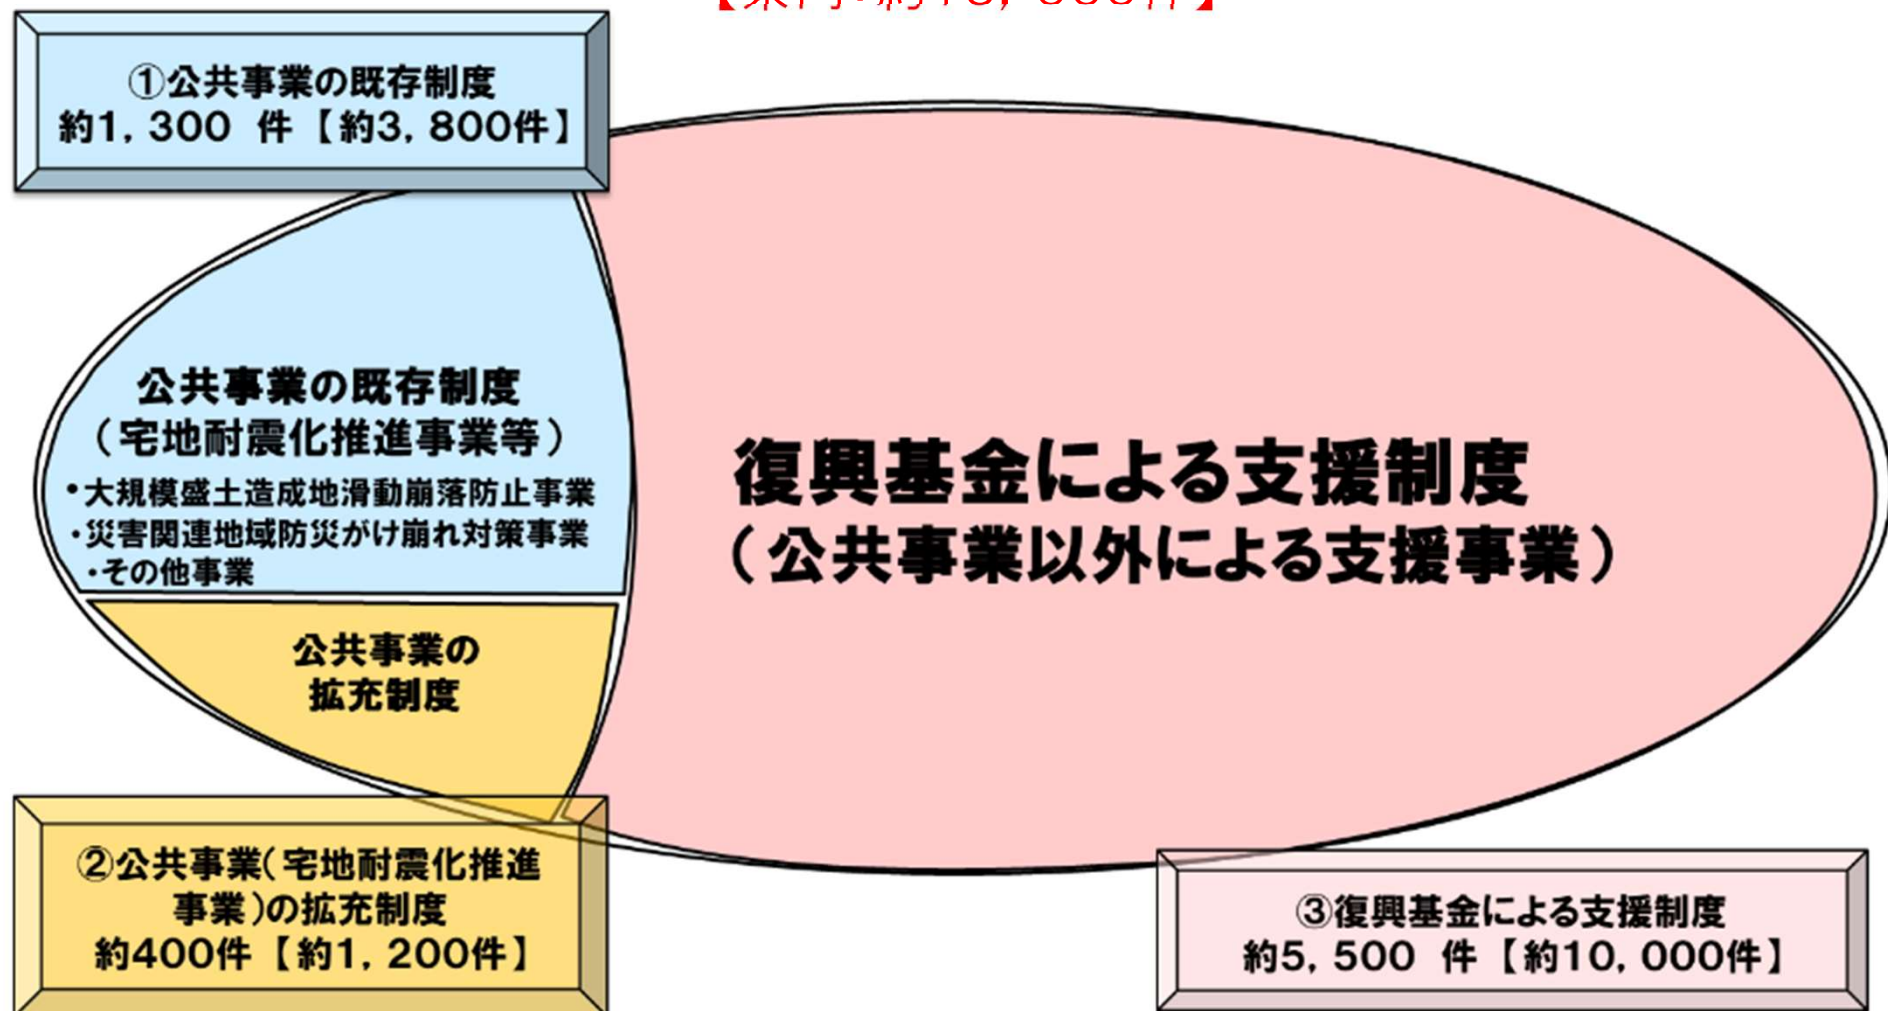 ①公共事業の既存制度
約1,300 件【約3,800件】
公共事業の既存制度
(宅地耐震化推進事業等)
・大規模盛土造成地滑動崩落防止事業
・災害関連地域防災がけ崩れ対策事業
・その他事業
公共事業の
拡充制度
復興基金による支援制度
(公共事業以外による支援事業)
②公共事業(宅地耐震化推進
事業)の拡充制度
約400件【約1,200件】
③復興基金による支援制度
約5,500 件【約10,000件】